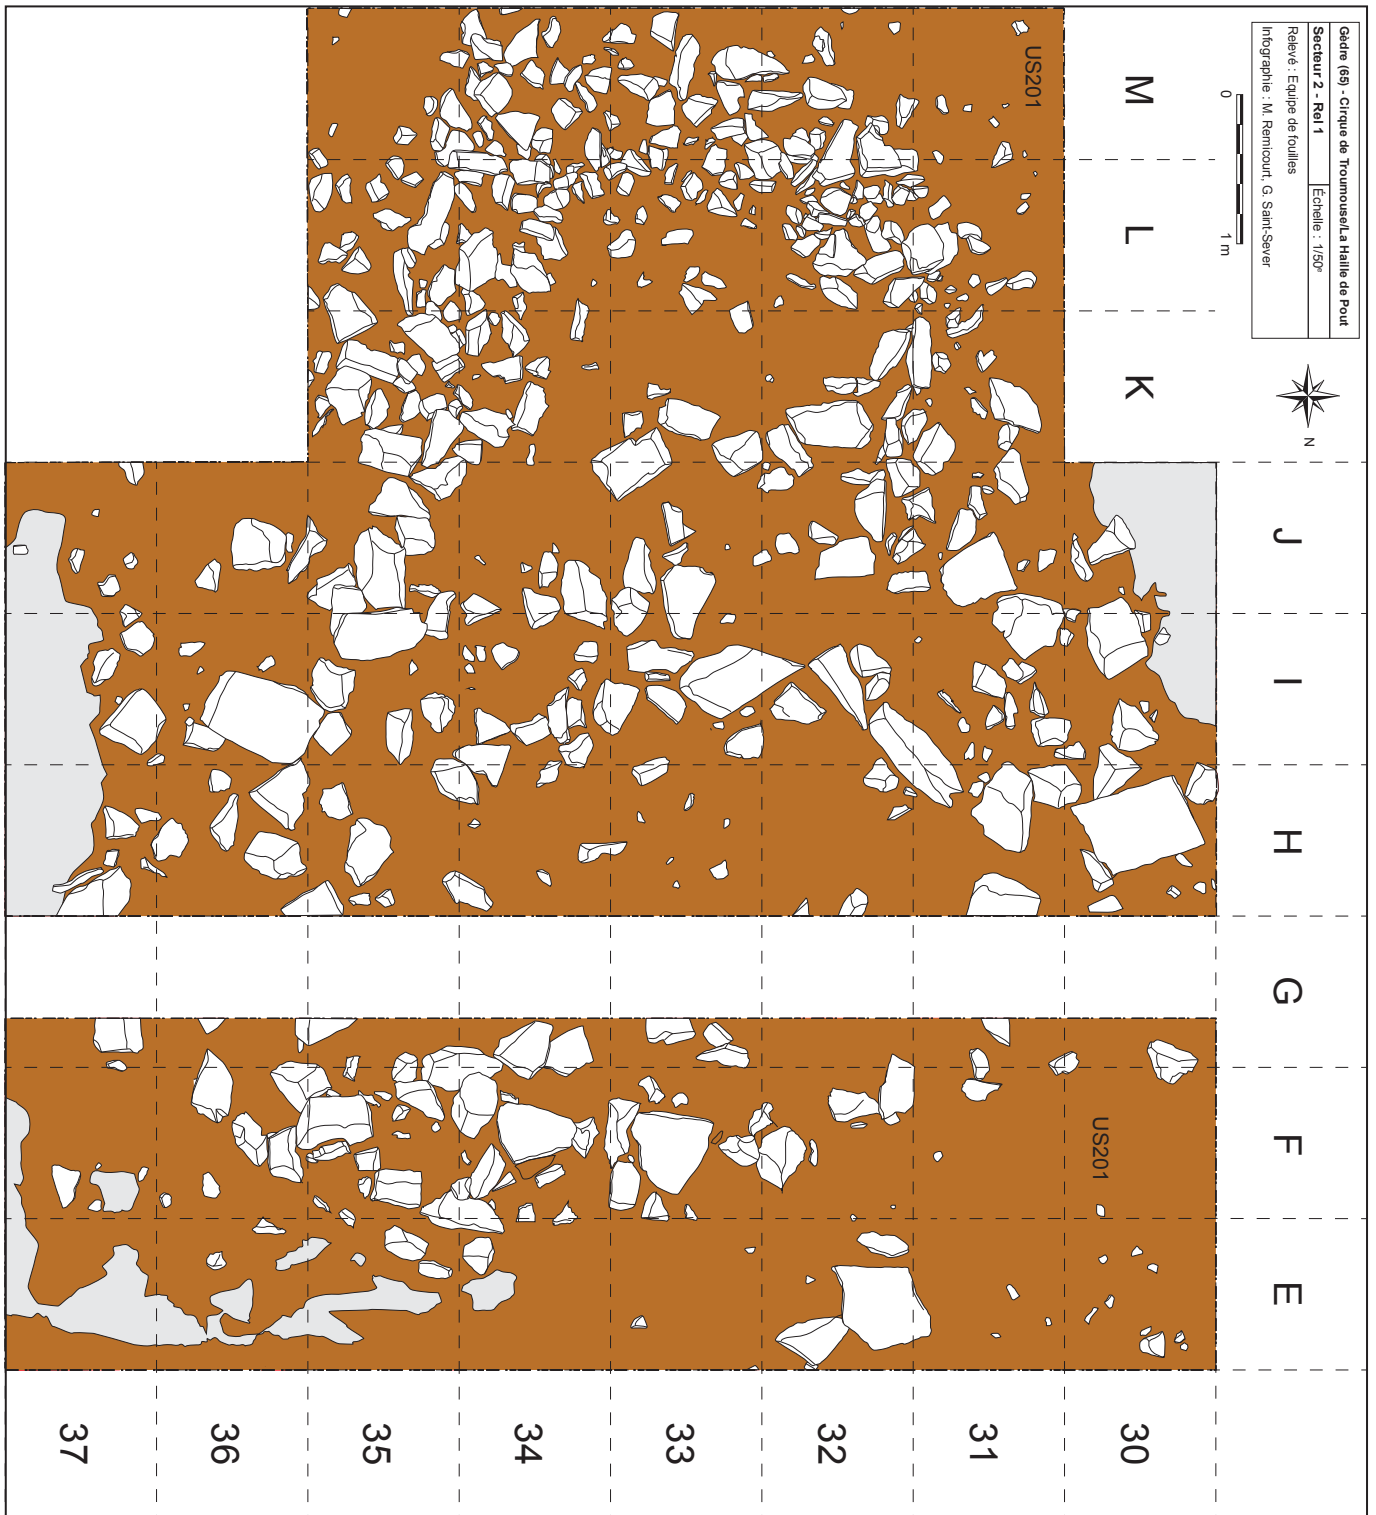 Gèdre (65) - Cirque de Troumouse/La Haille de Pout
Secteur 2 - Rel 1
Échelle : 1/50e
Relevé : Equipe de fouilles
Infographie : M. Remicourt, G. Saint-Sever
0
1 m
N
M
L
K
J
I
H
G
F
E
US201
US201
37
36
35
34
33
32
31
30